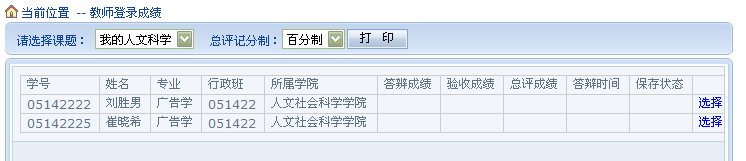 当前位置 -- 教师登录成绩
请选择课题： 我的人文科学 总评记分制： 百分制 打 印
学号 姓名 专业 行政班 所属学院 答辨成绩 验收成绩 总评成绩 答辩时间 保存状态
05142222 刘胜男 广告学 051422 人文社会科学学院 选择
05142225 崔晓希 广告学 051422 人文社会科学学院 选择